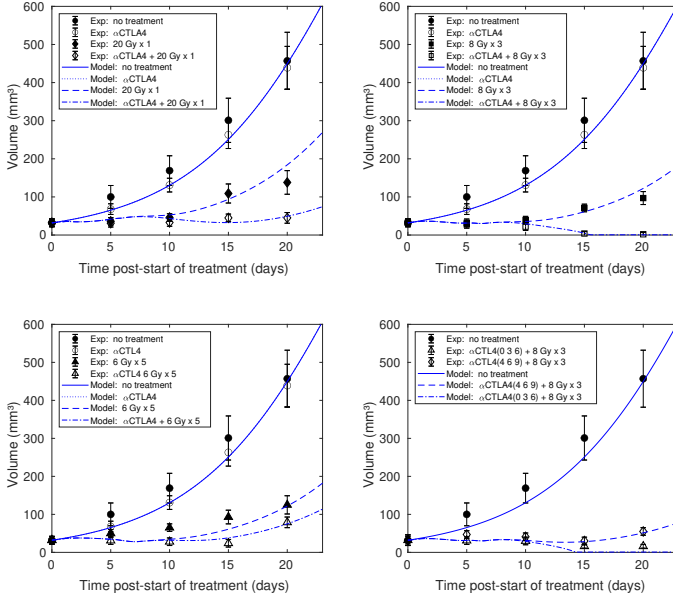 600
500
400
300
200
100
0
Volume (mm³)
0 5 10 15 20
Time post-start of treatment (days)
Exp: no treatment
Exp: αCTLA4
Exp: 20 Gy x 1
Exp: αCTLA4 + 20 Gy x 1
Model: no treatment
Model: αCTLA4
Model: 20 Gy x 1
Model: αCTLA4 + 20 Gy x 1
600
500
400
300
200
100
0
Volume (mm³)
0 5 10 15 20
Time post-start of treatment (days)
Exp: no treatment
Exp: αCTLA4
Exp: 8 Gy x 3
Exp: αCTLA4 + 8 Gy x 3
Model: no treatment
Model: αCTLA4
Model: 8 Gy x 3
Model: αCTLA4 + 8 Gy x 3
600
500
400
300
200
100
0
Volume (mm³)
0 5 10 15 20
Time post-start of treatment (days)
Exp: no treatment
Exp: αCTL4
Exp: 6 Gy x 5
Exp: αCTL4 6 Gy x 5
Model: no treatment
Model: αCTLA4
Model: 6 Gy x 5
Model: αCTLA4 + 6 Gy x 5
600
500
400
300
200
100
0
Volume (mm³)
0 5 10 15 20
Time post-start of treatment (days)
Exp: no treatment
Exp: αCTL4(0 3 6) + 8 Gy x 3
Exp: αCTL4(4 6 9) + 8 Gy x 3
Model: no treatment
Model: αCTLA4(4 6 9) + 8 Gy x 3
Model: αCTLA4(0 3 6) + 8 Gy x 3